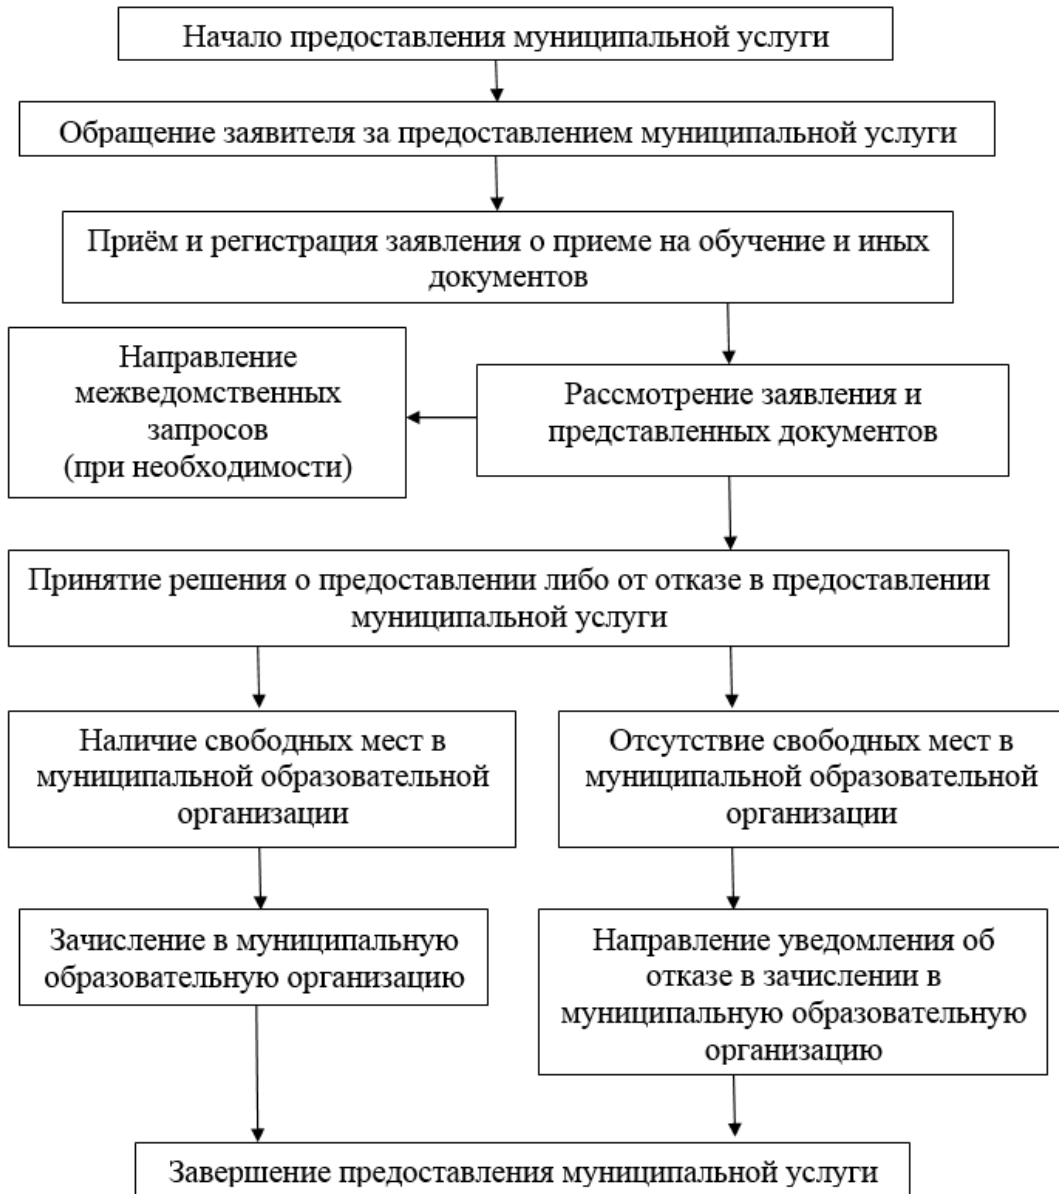 Начало предоставления муниципальной услуги
Обращение заявителя за предоставлением муниципальной услуги
Приём и регистрация заявления о приеме на обучение и иных
документов
Направление
межведомственных
запросов
(при необходимости)
Рассмотрение заявления и
представленных документов
Принятие решения о предоставлении либо от отказе в предоставлении
муниципальной услуги
Наличие свободных мест в
муниципальной образовательной
организации
Отсутствие свободных мест в
муниципальной образовательной
организации
Зачисление в муниципальную
образовательную организацию
Направление уведомления об
отказе в зачислении в
муниципальную образовательную
организацию
Завершение предоставления муниципальной услуги